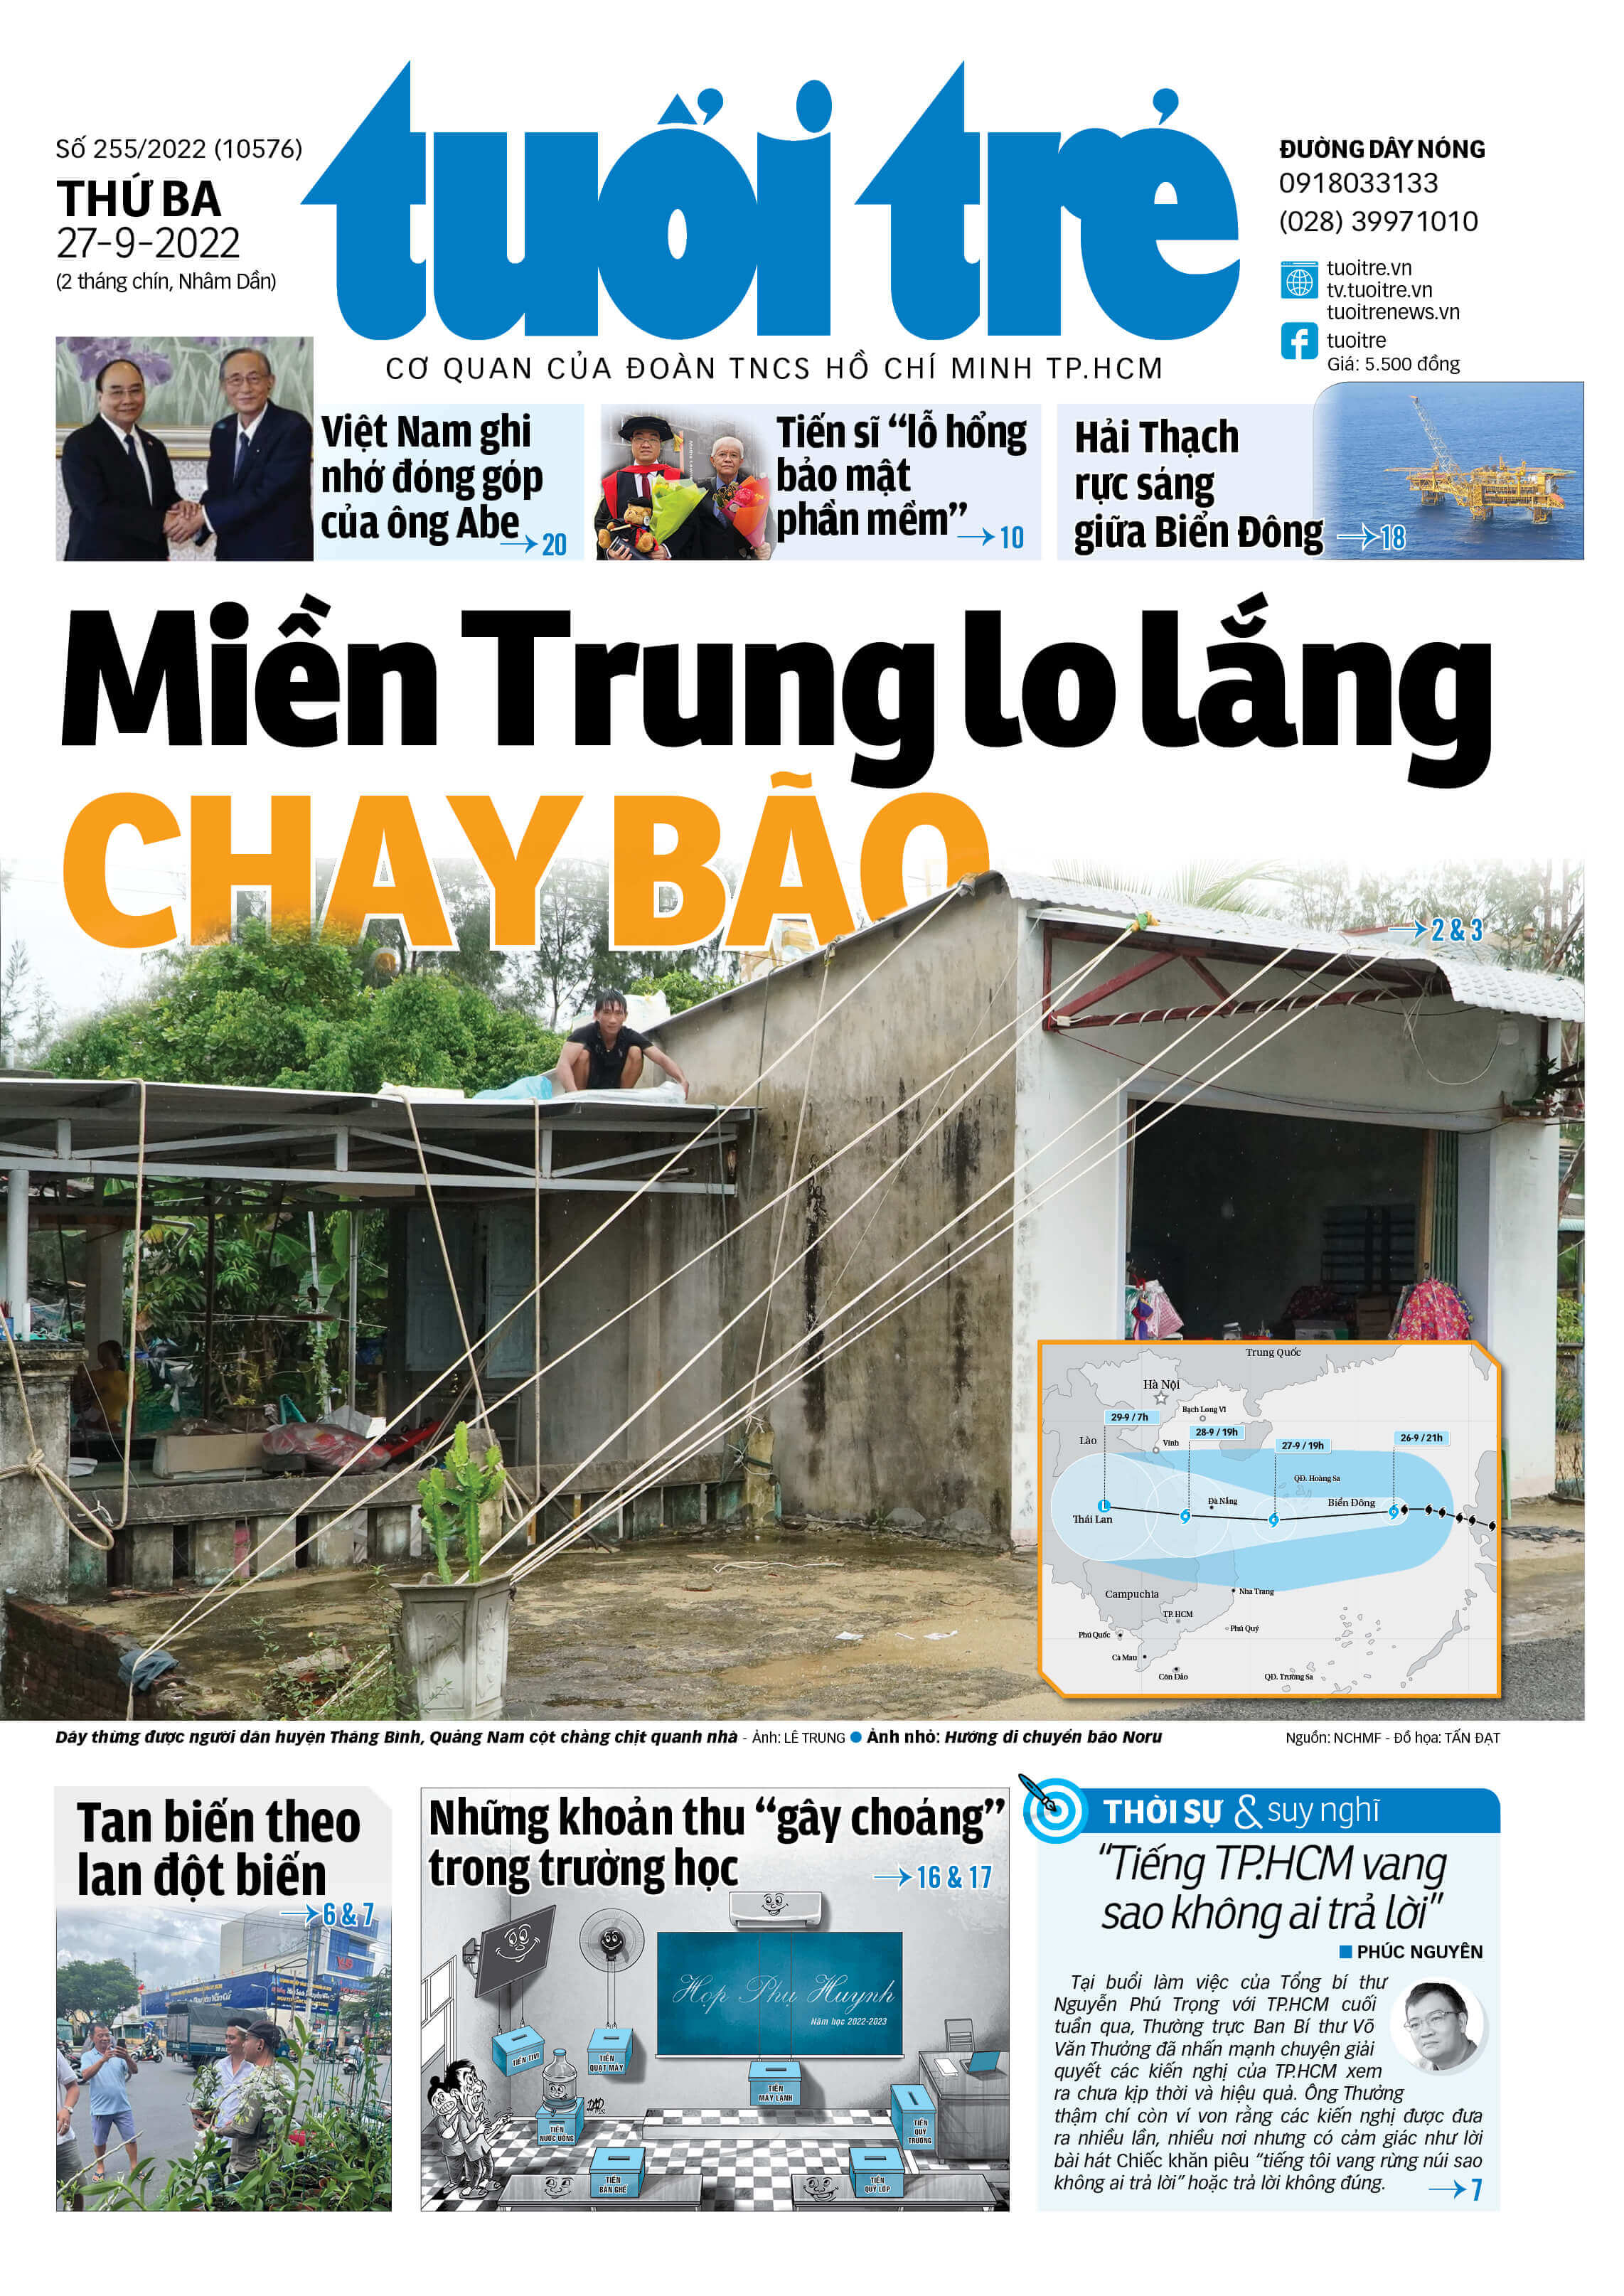 Số 255/2022 (10576)
THỨ BA
27-9-2022
(2 tháng chín, Nhâm Dần)
tuổi trẻ
CƠ QUAN CỦA ĐOÀN TNCS HỒ CHÍ MINH TP.HCM
ĐƯỜNG DÂY NÓNG
0918033133
(028) 39971010
tuoitre.vn
tv.tuoitre.vn
tuoitrenews.vn
tuoitre
Giá: 5.500 đồng
Việt Nam ghi
nhớ đóng góp
của ông Abe
20
Tiến sĩ “lỗ hổng
bảo mật
phần mềm”
10
Hải Thạch
rực sáng
giữa Biển Đông
18
Miền Trung lo lắng
CHẠY BÃO
2 & 3
Trung Quốc
Hà Nội
Bạch Long Vĩ
29-9 / 7h
28-9 / 19h
27-9 / 19h
26-9 / 21h
Lào
Vinh
QĐ. Hoàng Sa
Đà Nẵng
Biển Đông
L
Thái Lan
Campuchia
Nha Trang
TP. HCM
Phú Quốc
Phú Quý
Cà Mau
Côn Đảo
QĐ. Trường Sa
Dây thừng được người dân huyện Thăng Bình, Quảng Nam cột chằng chịt quanh nhà - Ảnh: LÊ TRUNG ● Ảnh nhỏ: Hướng di chuyển bão Noru
Nguồn: NCHMF - Đồ họa: TẤN ĐẠT
Tan biến theo
lan đột biến
6 & 7
Những khoản thu “gây choáng”
trong trường học
16 & 17
Họp Phụ Huynh
Năm học 2022-2023
TIỀN TIVI
TIỀN
QUẠT MÁY
TIỀN
MÁY LẠNH
TIỀN
NƯỚC UỐNG
TIỀN
QUỸ
TRƯỜNG
TIỀN
BÀN GHẾ
TIỀN
QUỸ LỚP
THỜI SỰ & suy nghĩ
“Tiếng TP.HCM vang
sao không ai trả lời”
PHÚC NGUYÊN
Tại buổi làm việc của Tổng bí thư
Nguyễn Phú Trọng với TP.HCM cuối
tuần qua, Thường trực Ban Bí thư Võ
Văn Thưởng đã nhấn mạnh chuyện giải
quyết các kiến nghị của TP.HCM xem
ra chưa kịp thời và hiệu quả. Ông Thưởng
thậm chí còn ví von rằng các kiến nghị được đưa
ra nhiều lần, nhiều nơi nhưng có cảm giác như lời
bài hát Chiếc khăn piêu “tiếng tôi vang rừng núi sao
không ai trả lời” hoặc trả lời không đúng.
7